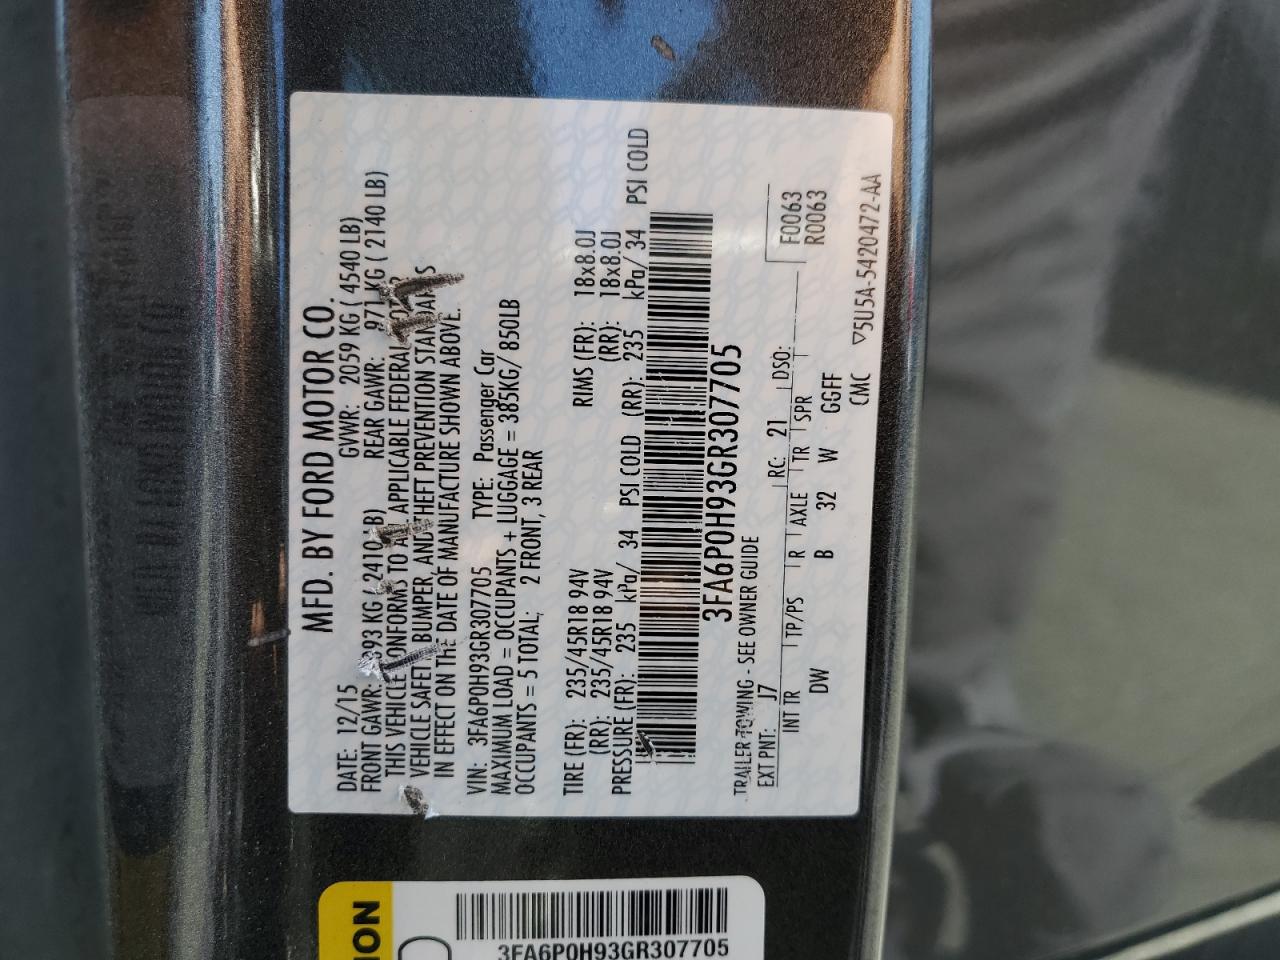 MFD. BY FORD MOTOR CO.
DATE: 12/15 GVWR: 2059 KG ( 4540 LB)
FRONT GAWR: 393 KG / 2410 LB) REAR GAWR: 971 KG ( 2140 LB)
THIS VEHICLE CONFORMS TO APPLICABLE FEDERAL
VEHICLE SAFETY BUMPER, AND THEFT PREVENTION STANDARDS
IN EFFECT ON THE DATE OF MANUFACTURE SHOWN ABOVE.
VIN: 3FA6P0H93GR307705 TYPE: Passenger Car
MAXIMUM LOAD = OCCUPANTS + LUGGAGE = 385KG/ 850LB
OCCUPANTS = 5 TOTAL; 2 FRONT, 3 REAR
TIRE (FR): 235/45R18 94V RIMS (FR): 18x8.0J
(RR): 235/45R18 94V (RR): 18x8.0J
PRESSURE (FR): 235 kPa/ 34 PSI COLD (RR): 235 kPa/ 34 PSI COLD
3FA6P0H93GR307705
TRAILER TOWING - SEE OWNER GUIDE F0063
EXT PNT: J7 RC: 21 DSO: R0063
INT TR TP/PS R AXLE TR SPR
DW B 32 W GGFF
CMC ▽5U5A-5420472-AA
3FA6P0H93GR307705